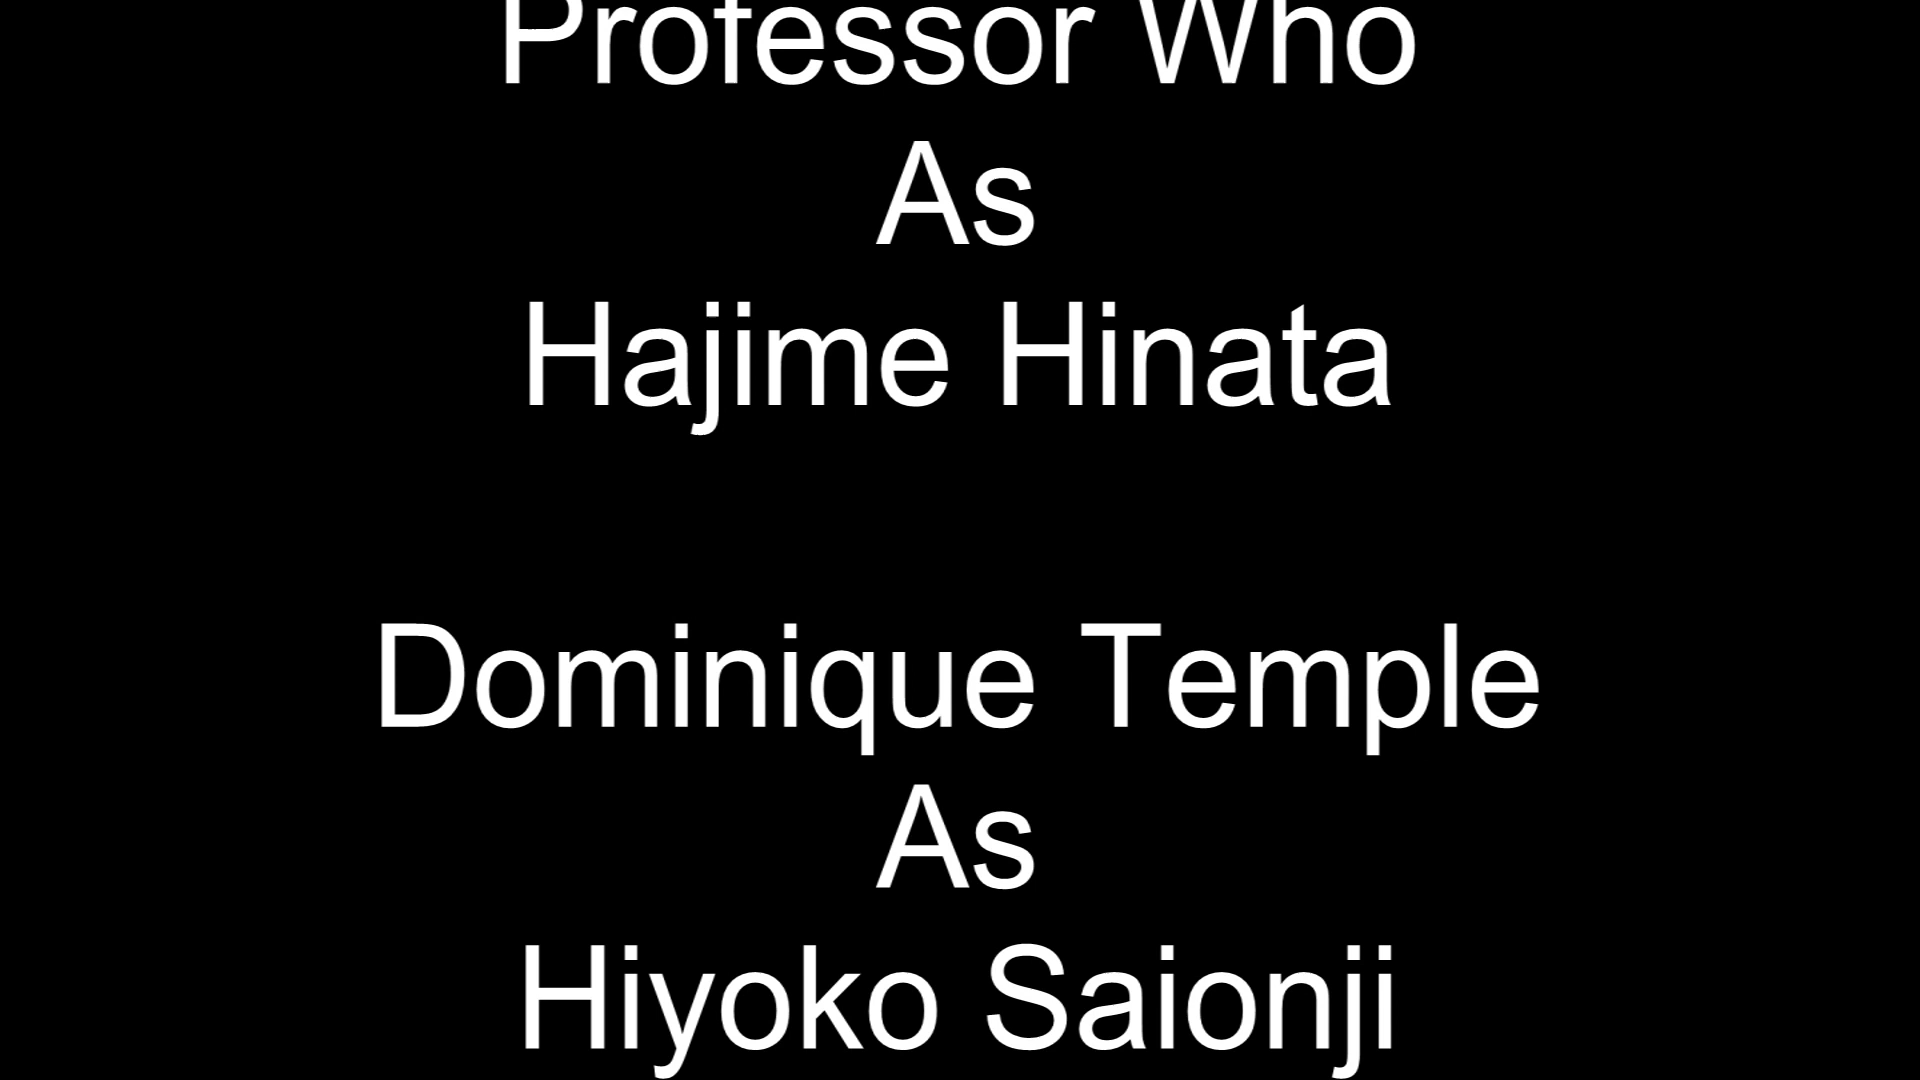 Professor Who
As
Hajime Hinata
Dominique Temple
As
Hiyoko Saionji